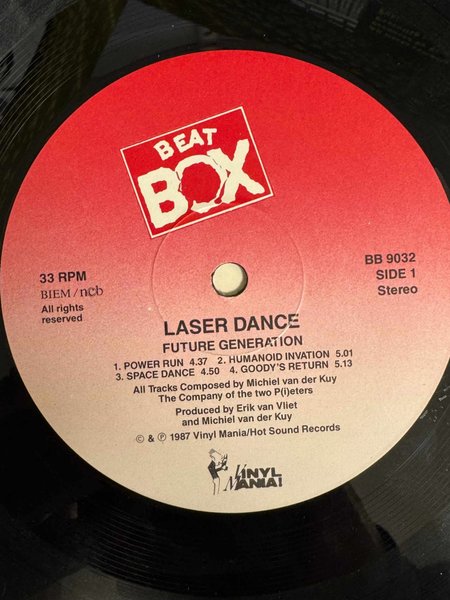 BEAT
BOX
33 RPM
BIEM/ncb
All rights
reserved
BB 9032
SIDE 1
Stereo
LASER DANCE
FUTURE GENERATION
1. POWER RUN 4.37 2. HUMANOID INVATION 5.01
3. SPACE DANCE 4.50 4. GOODY'S RETURN 5.13
All Tracks Composed by Michiel van der Kuy
The Company of the two P(i)eters
Produced by Erik van Vliet
and Michiel van der Kuy
© & ℗ 1987 Vinyl Mania/Hot Sound Records
VINYL
MANIA!